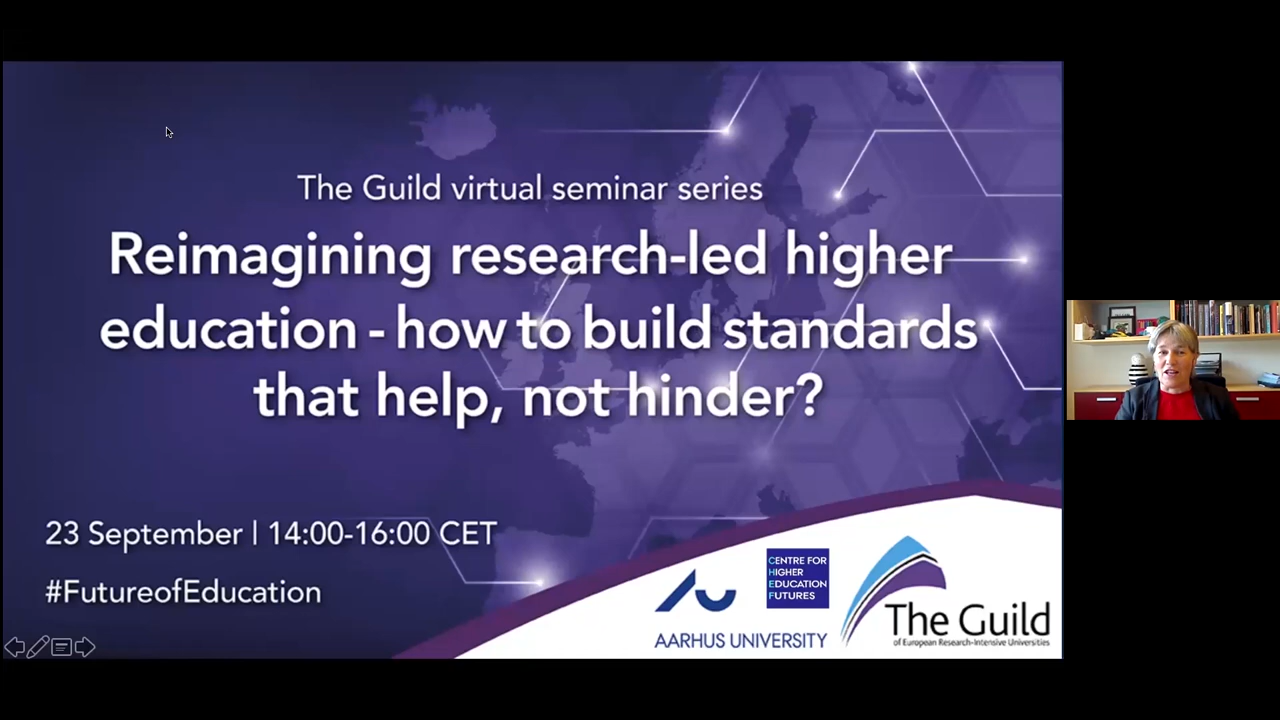 The Guild virtual seminar series
Reimagining research-led higher
education - how to build standards
that help, not hinder?
23 September | 14:00-16:00 CET
#FutureofEducation
CENTRE FOR
HIGHER
EDUCATION
FUTURES
AARHUS UNIVERSITY
The Guild
of European Research-Intensive Universities